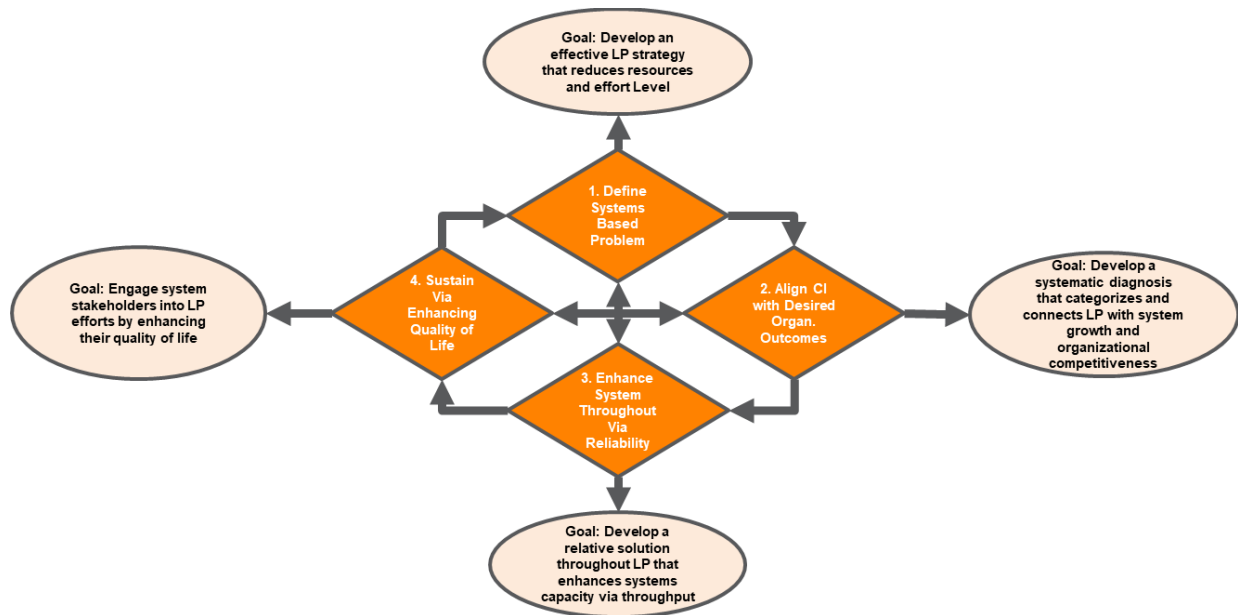 Goal: Develop an
effective LP strategy
that reduces resources
and effort Level
1. Define
Systems
Based
Problem
Goal: Engage system
stakeholders into LP
efforts by enhancing
their quality of life
4. Sustain
Via
Enhancing
Quality of
Life
2. Align CI
with Desired
Organ.
Outcomes
Goal: Develop a
systematic diagnosis
that categorizes and
connects LP with system
growth and
organizational
competitiveness
3. Enhance
System
Throughout
Via
Reliability
Goal: Develop a
relative solution
throughout LP that
enhances systems
capacity via throughput